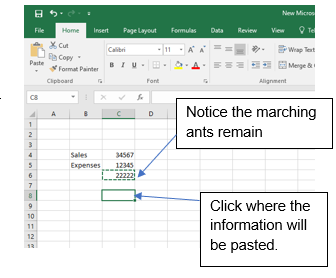 New Micros
File Home Insert Page Layout Formulas Data Review View Tel
Cut
Copy
Format Painter
Paste
Clipboard
Calibri 11 A A
B I U A
Font
Wrap Text
Merge &
Alignment
C8 fx
A B C D E F G H
1
2
3
4 Sales 34567
5 Expenses 12345
6 22222
7
8
9
10
11
12
13
Notice the marching
ants remain
Click where the
information will
be pasted.